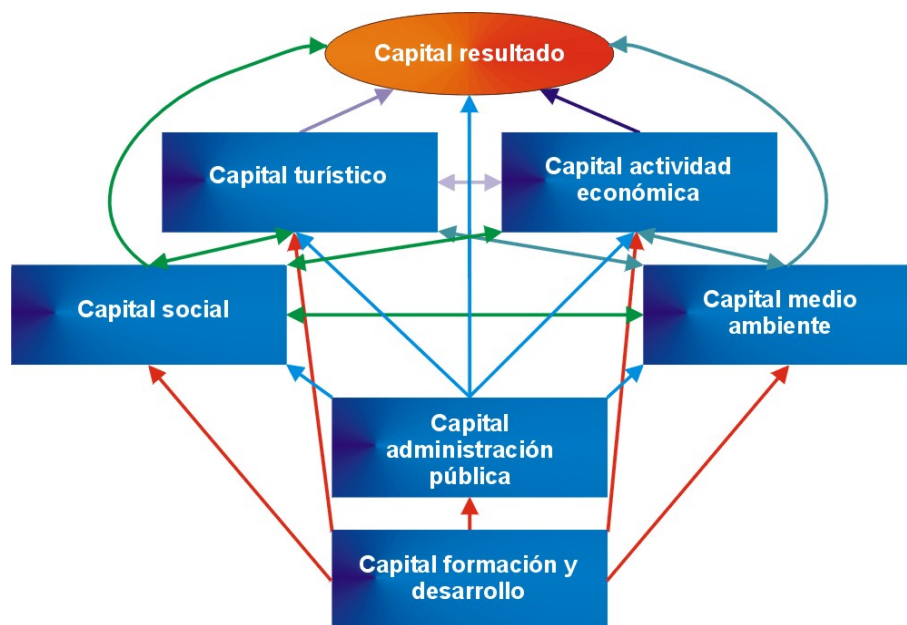 Capital resultado
Capital turístico
Capital actividad
económica
Capital social
Capital medio
ambiente
Capital
administración
pública
Capital formación y
desarrollo